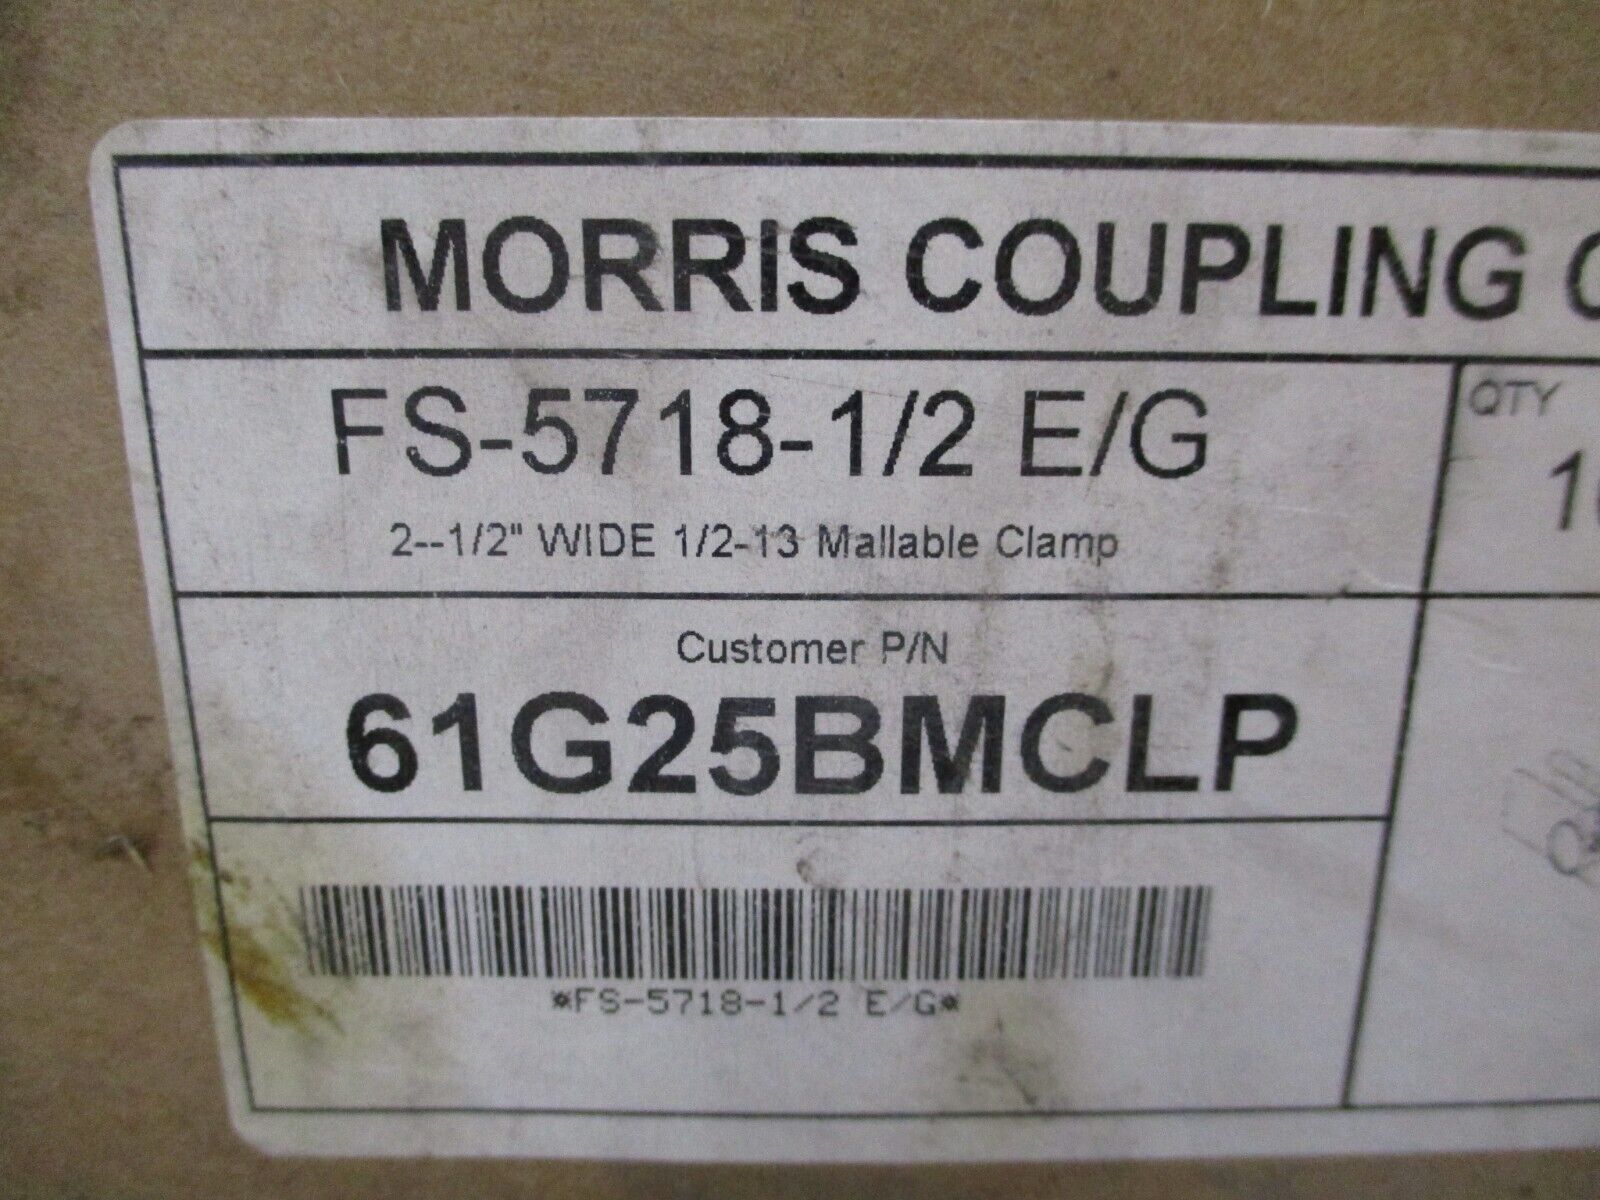 MORRIS COUPLING
FS-5718-1/2 E/G
QTY
2--1/2" WIDE 1/2-13 Mallable Clamp
Customer P/N
61G25BMCLP
*FS-5718-1/2 E/G*